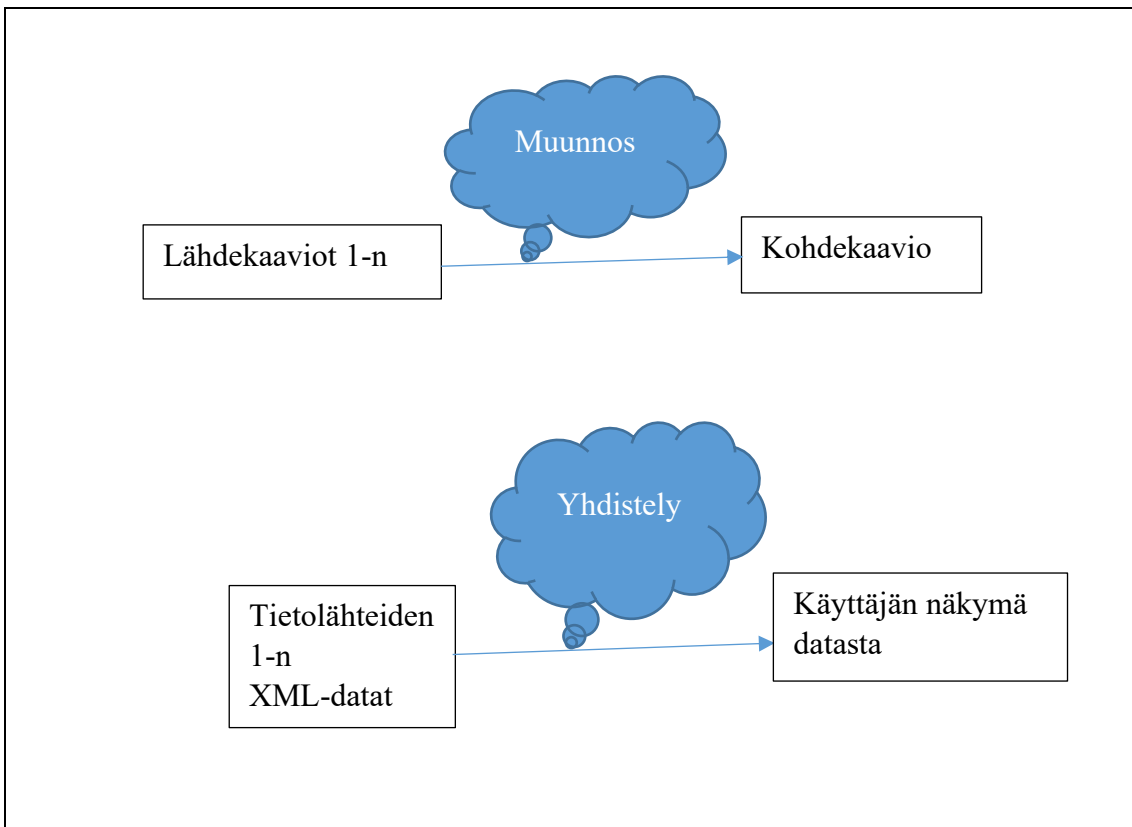 Muunnos
Lähdekaaviot 1-n
Kohdekaavio
Yhdistely
Tietolähteiden
1-n
XML-datat
Käyttäjän näkymä
datasta